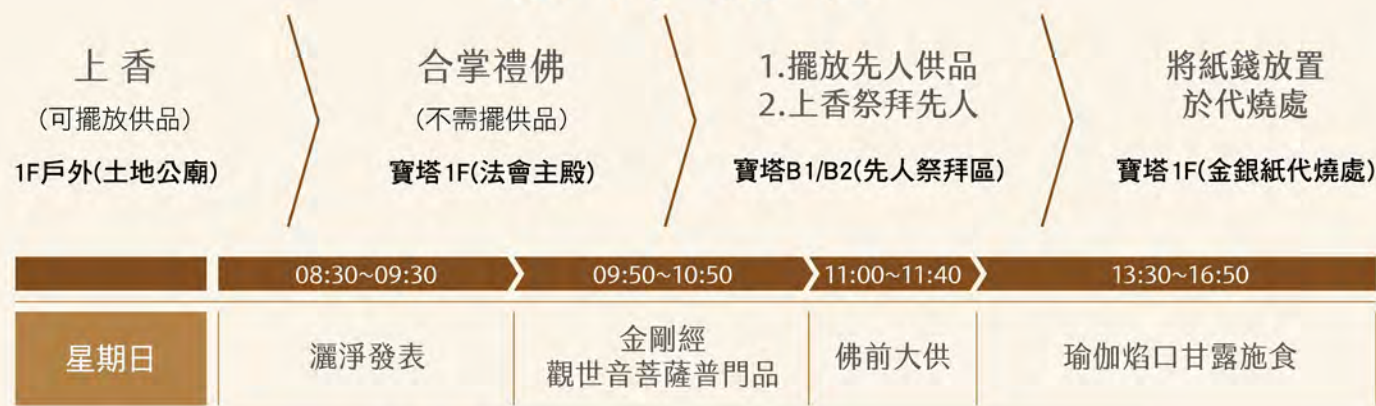 上香
(可擺放供品)
1F戶外(土地公廟)
合掌禮佛
(不需擺供品)
寶塔1F(法會主殿)
1.擺放先人供品
2.上香祭拜先人
寶塔B1/B2(先人祭拜區)
將紙錢放置
於代燒處
寶塔1F(金銀紙代燒處)
08:30~09:30
09:50~10:50
11:00~11:40
13:30~16:50
星期日
灑淨發表
金剛經
觀世音菩薩普門品
佛前大供
瑜伽焰口甘露施食